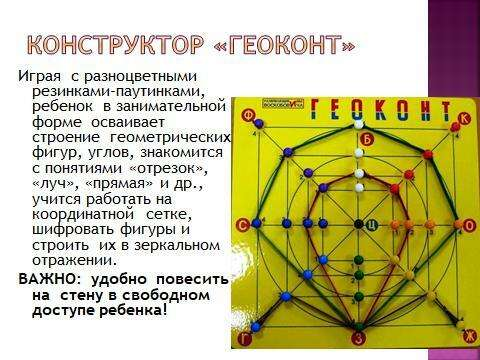 КОНСТРУКТОР «ГЕОКОНТ»
Играя с разноцветными
резинками-паутинками,
ребенок в занимательной
форме осваивает
строение геометрических
фигур, углов, знакомится
с понятиями «отрезок»,
«луч», «прямая» и др.,
учится работать на
координатной сетке,
шифровать фигуры и
строить их в зеркальном
отражении.
ВАЖНО: удобно повесить
на стену в свободном
доступе ребенка!
ГЕОКОНТ
Ф
К
Б
С
Ц
О
Г
З
Ж